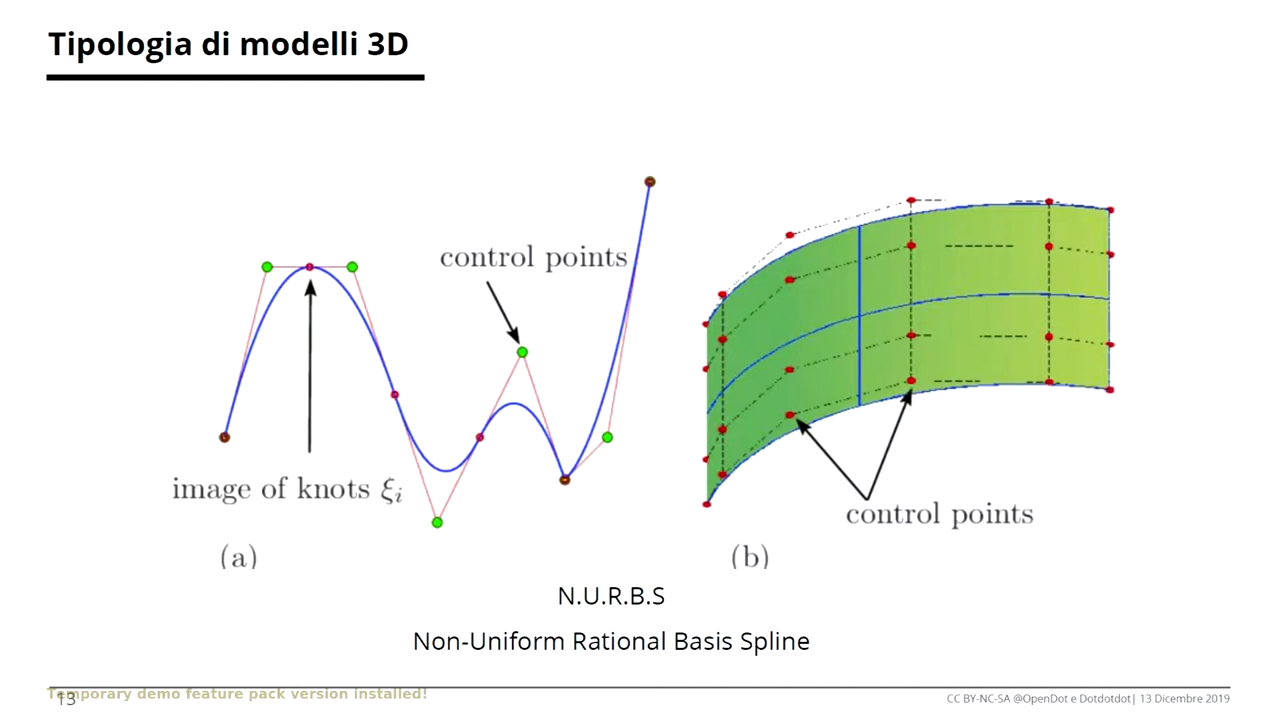 Tipologia di modelli 3D
control points
image of knots ξi
control points
(a)
(b)
N.U.R.B.S
Non-Uniform Rational Basis Spline
Temporary demo feature pack version installed!
13
CC BY-NC-SA @OpenDot e Dotdotdot| 13 Dicembre 2019